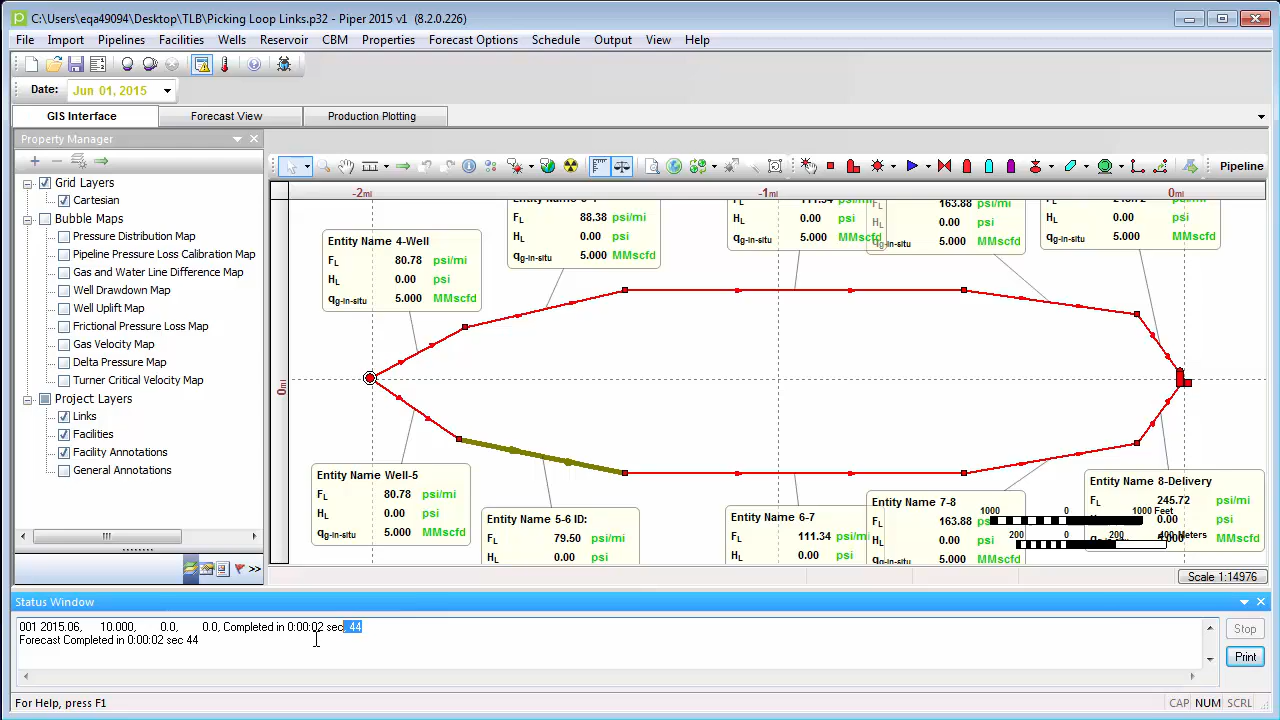 C:\Users\eqa49094\Desktop\TLB\Picking Loop Links.p32 - Piper 2015 v1 (8.2.0.226)
File Import Pipelines Facilities Wells Reservoir CBM Properties Forecast Options Schedule Output View Help
Date: Jun 01, 2015
GIS Interface Forecast View Production Plotting
Property Manager
Pipeline
Grid Layers
Cartesian
Bubble Maps
Pressure Distribution Map
Pipeline Pressure Loss Calibration Map
Gas and Water Line Difference Map
Well Drawdown Map
Well Uplift Map
Frictional Pressure Loss Map
Gas Velocity Map
Delta Pressure Map
Turner Critical Velocity Map
Project Layers
Links
Facilities
Facility Annotations
General Annotations
>>
-2mi -1mi 0mi
0mi
Entity Name 4-Well
FL 80.78 psi/mi
HL 0.00 psi
qg-in-situ 5.000 MMscfd
FL 88.38 psi/mi
HL 0.00 psi
qg-in-situ 5.000 MMscfd
HL 0.00 psi
qg-in-situ 5.000 MMscfd
FL 163.88 psi/mi
HL 0.00 psi
qg-in-situ 5.000 MMscfd
HL 0.00 psi
qg-in-situ 5.000 MMscfd
Entity Name Well-5
FL 80.78 psi/mi
HL 0.00 psi
qg-in-situ 5.000 MMscfd
Entity Name 5-6 ID:
FL 79.50 psi/mi
HL 0.00 psi
Entity Name 6-7
FL 111.34 psi/mi
HL 0.00 psi
Entity Name 7-8
FL 163.88 psi
HL 0.00 psi
qg-in-situ 5.000 MMscfd
Entity Name 8-Delivery
FL 245.72 psi/mi
HL 0.00 psi
qg-in-situ 5.000 MMscfd
1000 0 1000 Feet
200 0 200 400 Meters
Scale 1:14976
Status Window
001 2015.06, 10.000, 0.0, 0.0, Completed in 0:00:02 sec, 44
Forecast Completed in 0:00:02 sec 44
Stop
Print
For Help, press F1
CAP NUM SCRL